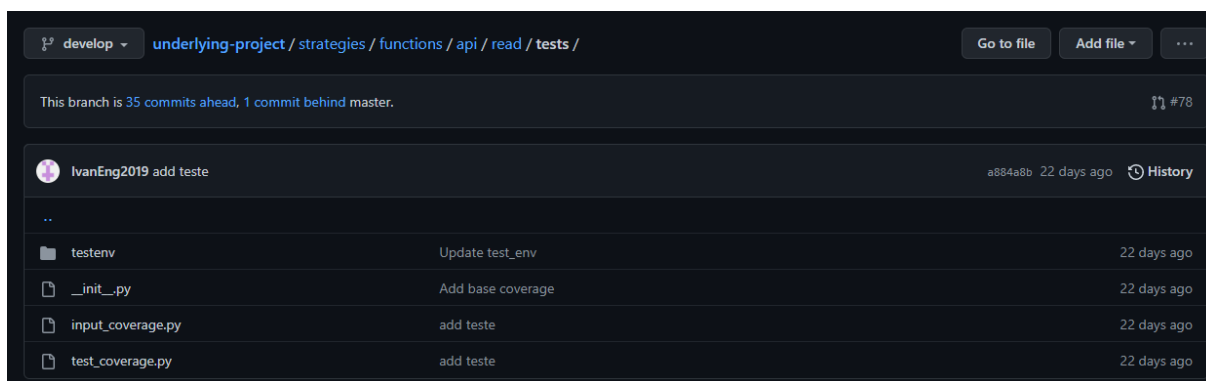 develop underlying-project / strategies / functions / api / read / tests / Go to file Add file ...
This branch is 35 commits ahead, 1 commit behind master. #78
IvanEng2019 add teste a884a8b 22 days ago History
..
testenv Update test_env 22 days ago
__init__.py Add base coverage 22 days ago
input_coverage.py add teste 22 days ago
test_coverage.py add teste 22 days ago